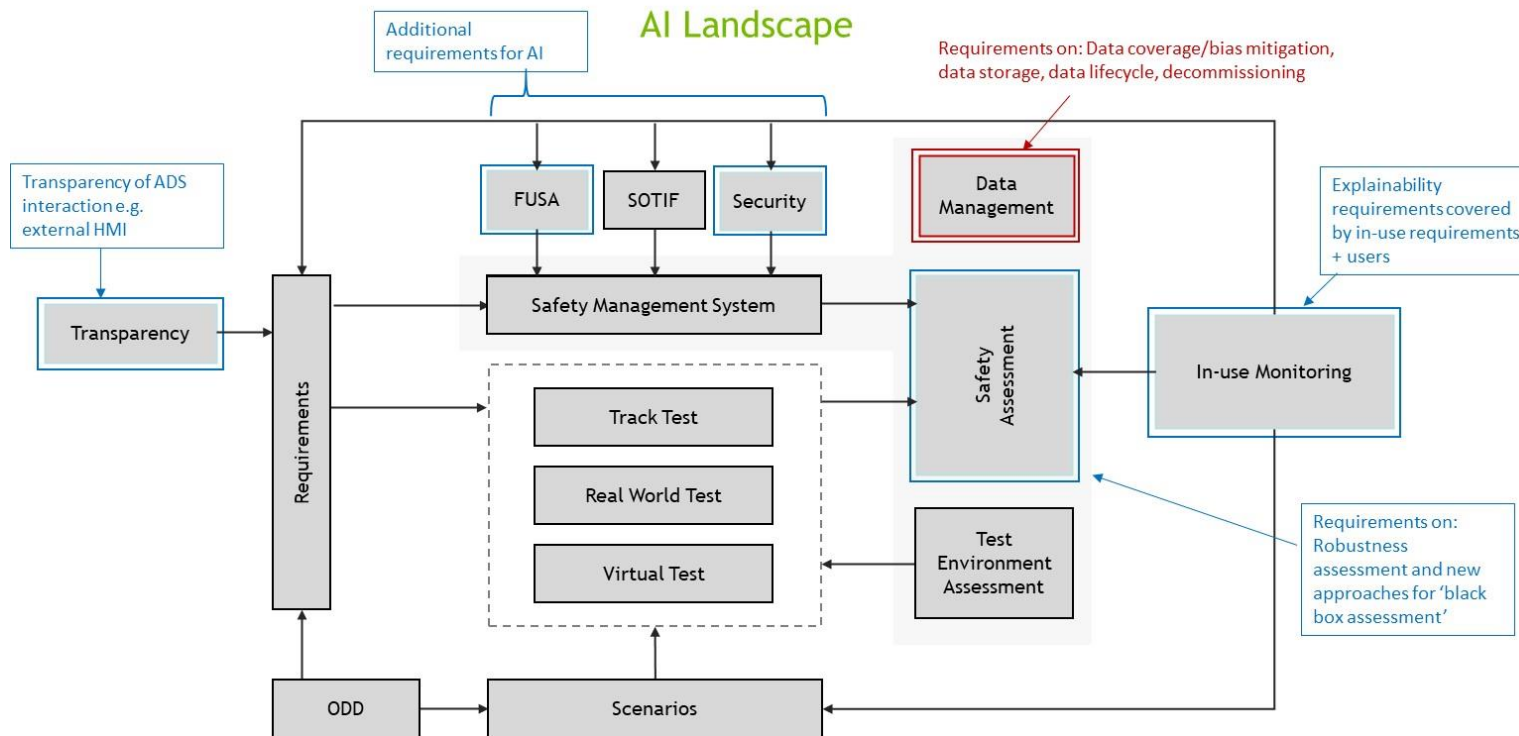 AI Landscape
Additional
requirements for AI
Requirements on: Data coverage/bias mitigation,
data storage, data lifecycle, decommissioning
Transparency of ADS
interaction e.g.
external HMI
FUSA
SOTIF
Security
Data
Management
Explainability
requirements covered
by in-use requirements
+ users
Transparency
Requirements
Safety Management System
Safety
Assessment
In-use Monitoring
Track Test
Real World Test
Virtual Test
Test
Environment
Assessment
Requirements on:
Robustness
assessment and new
approaches for ‘black
box assessment’
ODD
Scenarios